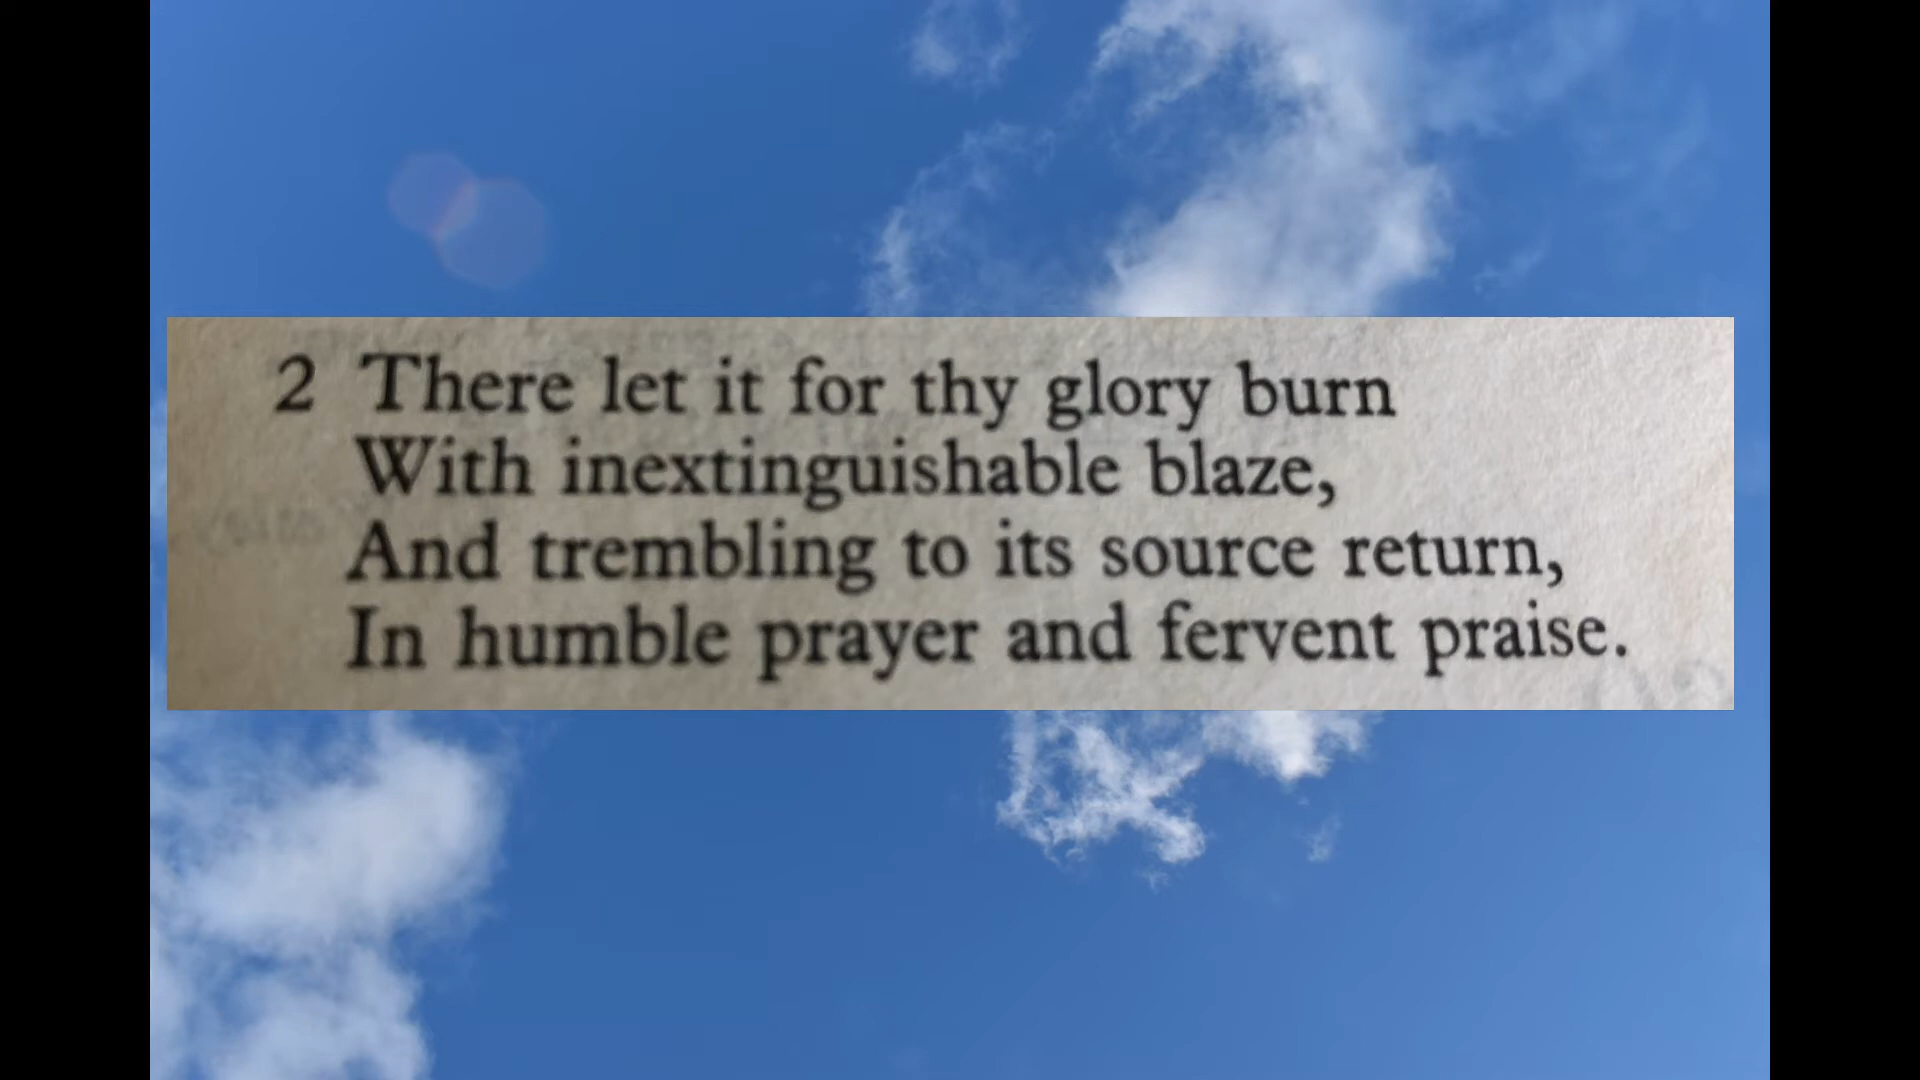 2 There let it for thy glory burn
With inextinguishable blaze,
And trembling to its source return,
In humble prayer and fervent praise.